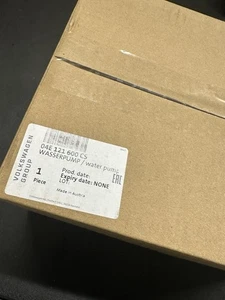 VOLKSWAGEN
GROUP
04E 121 600 CS
WASSERPUMP / water pump
1
Piece
Prod. date:
Expiry date: NONE
LOT:
EAC
Made in Austria